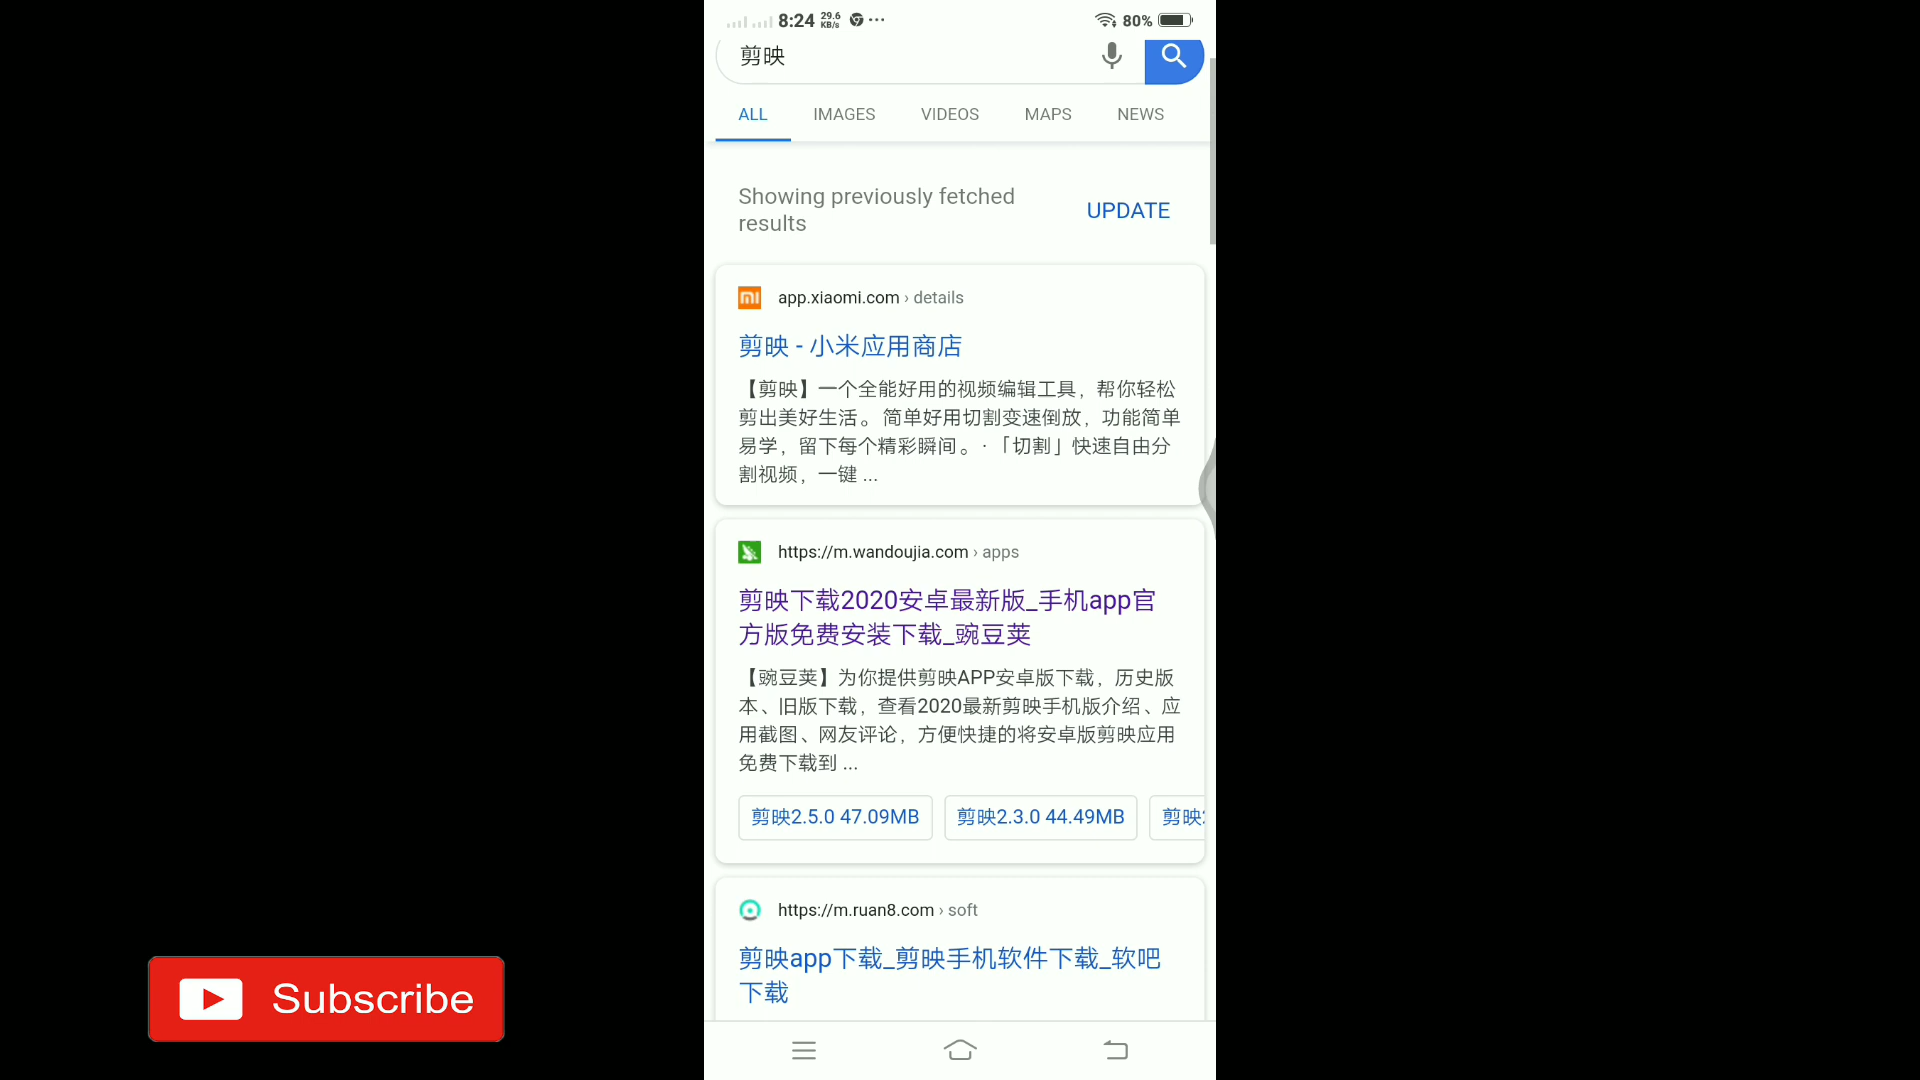 8:24 29.6 KB/s ··· 80%
剪映
ALL IMAGES VIDEOS MAPS NEWS
Showing previously fetched
results
UPDATE
app.xiaomi.com › details
剪映 - 小米应用商店
【剪映】一个全能好用的视频编辑工具，帮你轻松
剪出美好生活。 简单好用切割变速倒放，功能简单
易学，留下每个精彩瞬间。 ·「切割」快速自由分
割视频，一键 ...
https://m.wandoujia.com › apps
剪映下载2020安卓最新版_手机app官
方版免费安装下载_豌豆荚
【豌豆荚】为你提供剪映APP安卓版下载，历史版
本、旧版下载，查看2020最新剪映手机版介绍、应
用截图、网友评论，方便快捷的将安卓版剪映应用
免费下载到 ...
剪映2.5.0 47.09MB 剪映2.3.0 44.49MB 剪映
https://m.ruan8.com › soft
剪映app下载_剪映手机软件下载_软吧
下载
Subscribe